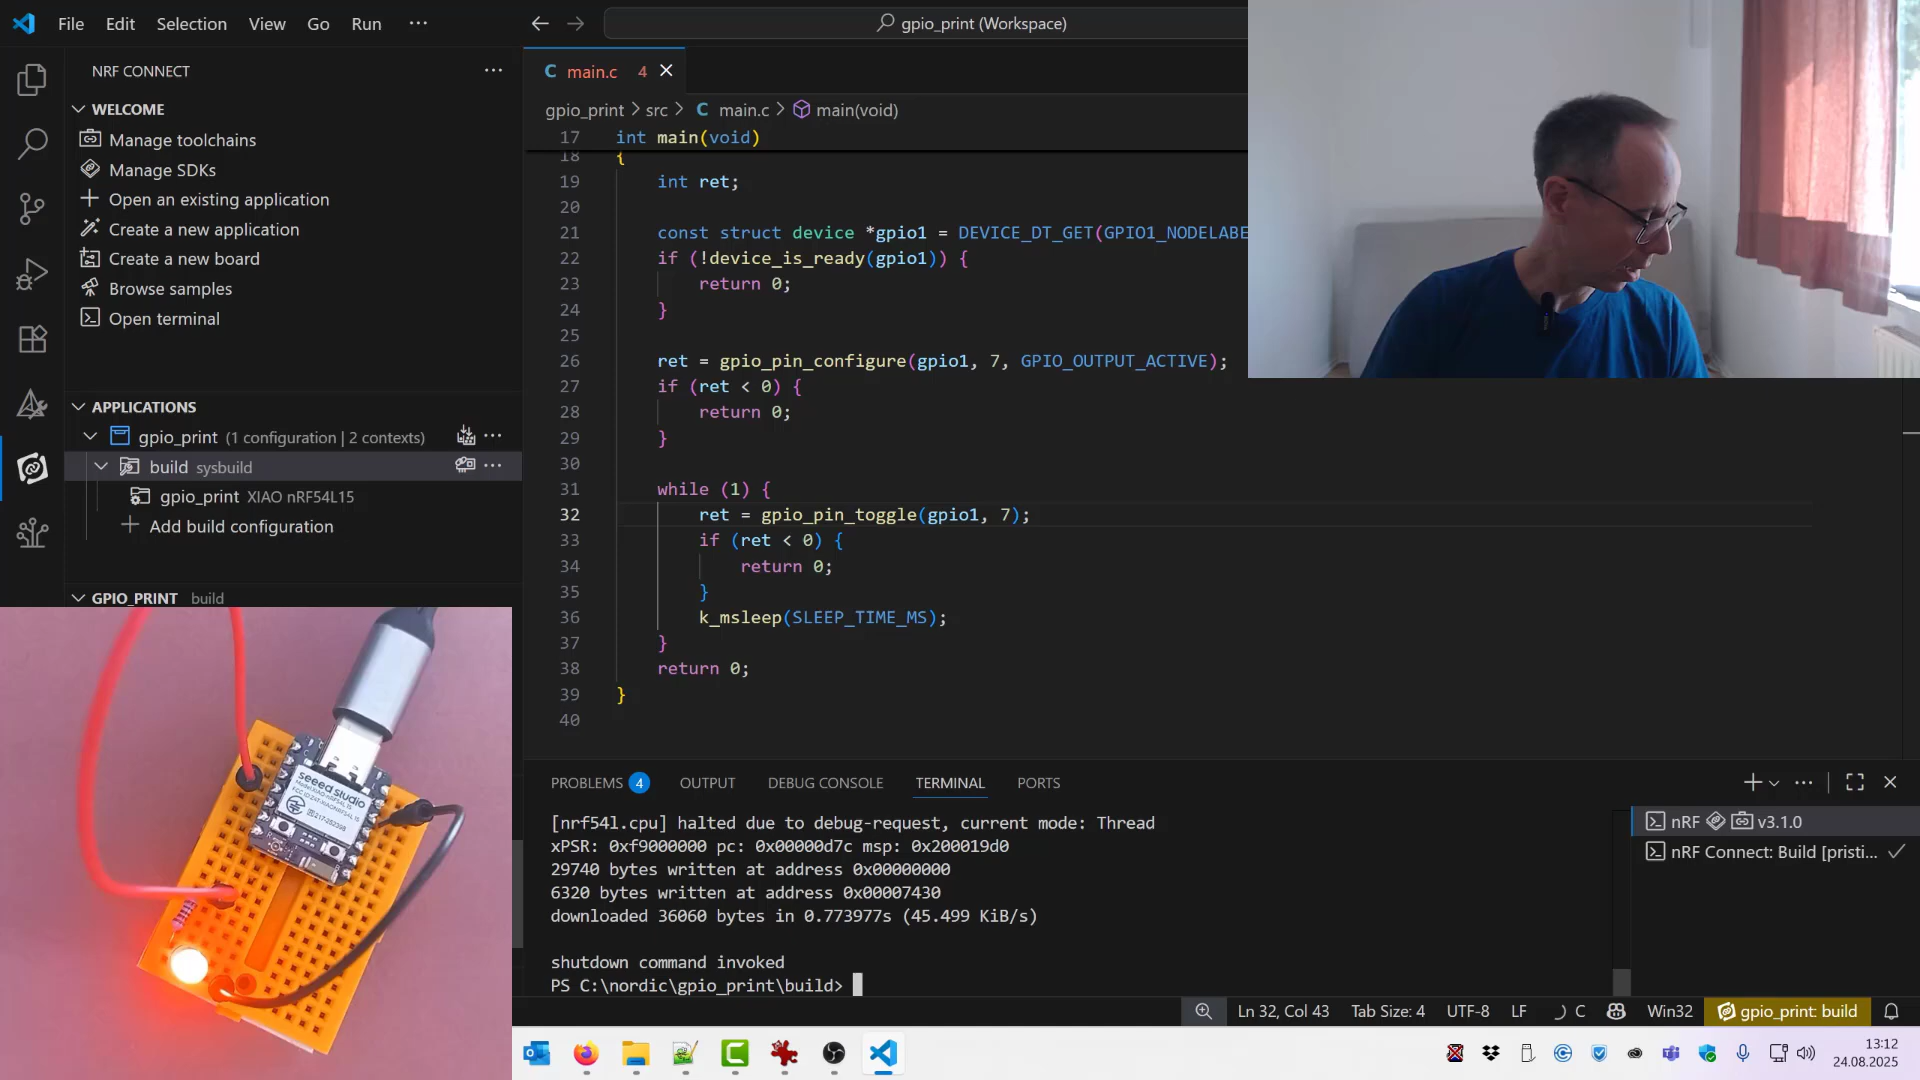 File Edit Selection View Go Run ···
gpio_print (Workspace)
NRF CONNECT
WELCOME
Manage toolchains
Manage SDKs
Open an existing application
Create a new application
Create a new board
Browse samples
Open terminal
APPLICATIONS
gpio_print (1 configuration | 2 contexts)
build sysbuild
gpio_print XIAO nRF54L15
Add build configuration
GPIO_PRINT build
seeed studio
C main.c 4
gpio_print > src > C main.c > main(void)
17 int main(void)
18 {
19 int ret;
20
21 const struct device *gpio1 = DEVICE_DT_GET(GPIO1_NODELABE
22 if (!device_is_ready(gpio1)) {
23 return 0;
24 }
25
26 ret = gpio_pin_configure(gpio1, 7, GPIO_OUTPUT_ACTIVE);
27 if (ret < 0) {
28 return 0;
29 }
30
31 while (1) {
32 ret = gpio_pin_toggle(gpio1, 7);
33 if (ret < 0) {
34 return 0;
35 }
36 k_msleep(SLEEP_TIME_MS);
37 }
38 return 0;
39 }
40
PROBLEMS 4 OUTPUT DEBUG CONSOLE TERMINAL PORTS
[nrf54l.cpu] halted due to debug-request, current mode: Thread
xPSR: 0xf9000000 pc: 0x00000d7c msp: 0x200019d0
29740 bytes written at address 0x00000000
6320 bytes written at address 0x00007430
downloaded 36060 bytes in 0.773977s (45.499 KiB/s)
shutdown command invoked
PS C:\nordic\gpio_print\build>
nRF v3.1.0
nRF Connect: Build [pristi...
Ln 32, Col 43 Tab Size: 4 UTF-8 LF C Win32 gpio_print: build
13:12
24.08.2025